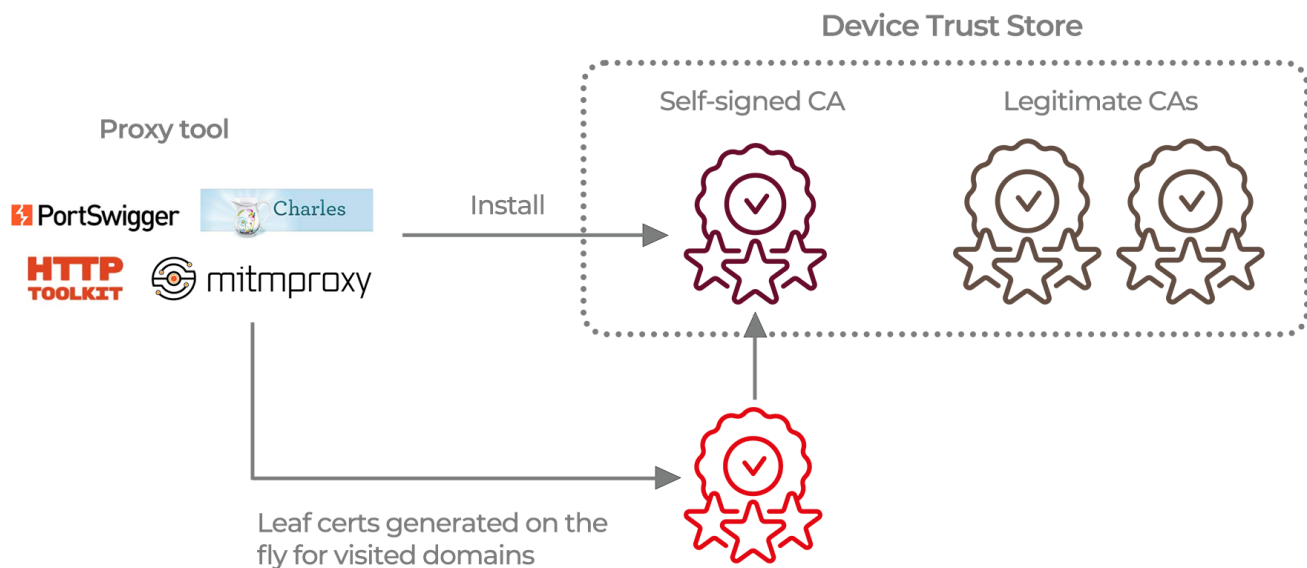 Device Trust Store
Self-signed CA
Legitimate CAs
Proxy tool
PortSwigger
Charles
Install
HTTP
TOOLKIT
mitmproxy
Leaf certs generated on the
fly for visited domains